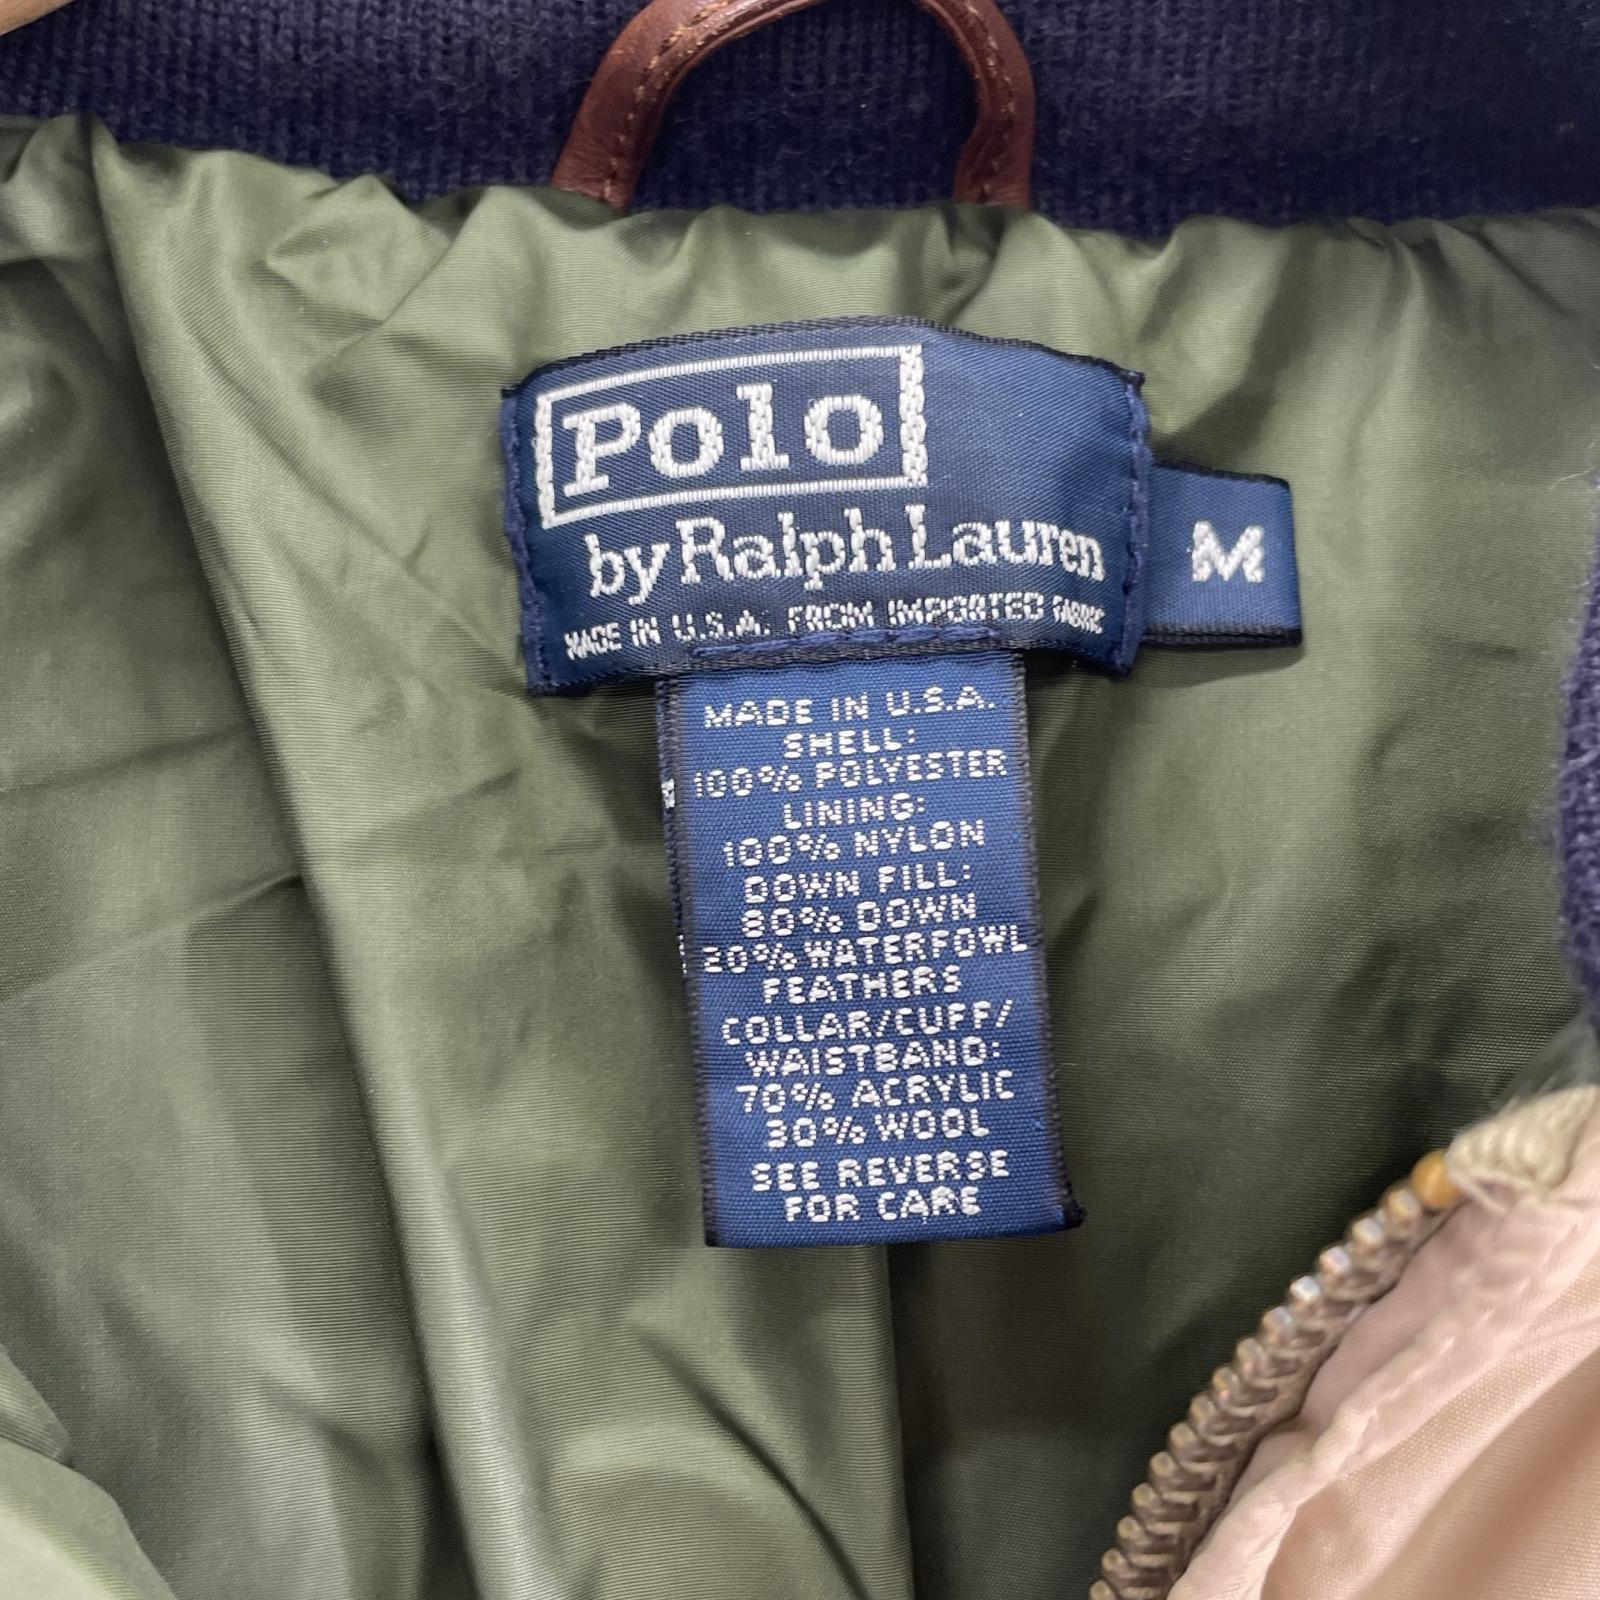 Polo
by Ralph Lauren
MADE IN U.S.A. FROM IMPORTED FABRIC
M
MADE IN U.S.A.
SHELL:
100% POLYESTER
LINING:
100% NYLON
DOWN FILL:
80% DOWN
20% WATERFOWL
FEATHERS
COLLAR/CUFF/
WAISTBAND:
70% ACRYLIC
30% WOOL
SEE REVERSE
FOR CARE